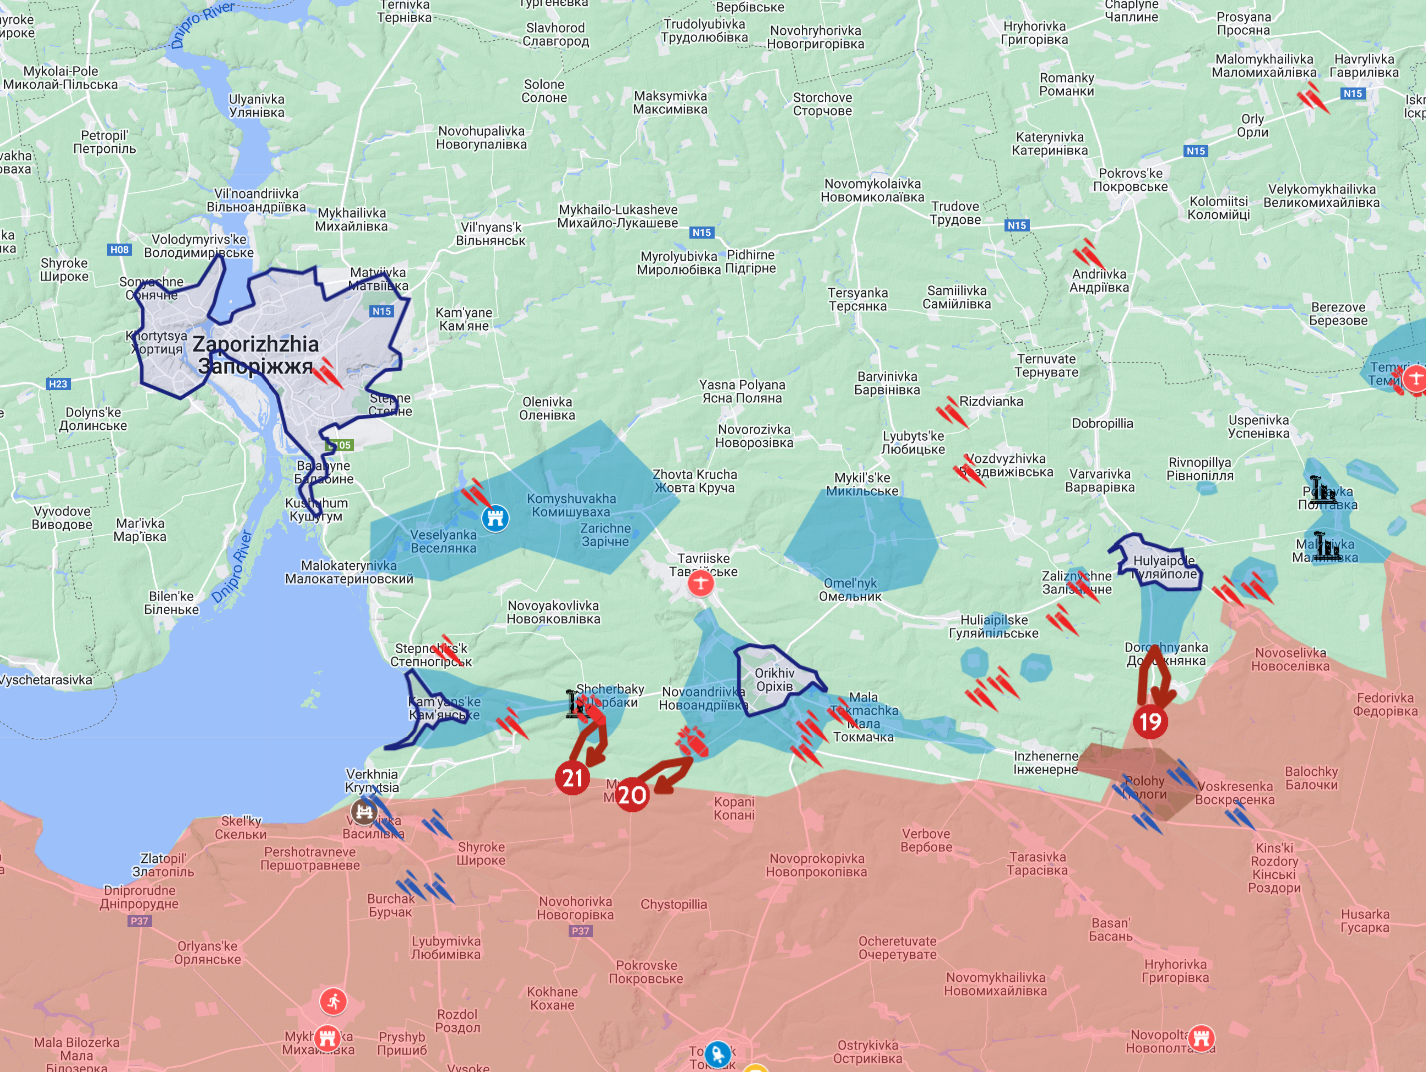 Dnipro River
Ternivka
Тернівка
Slavhorod
Славгород
Trudolyubivka
Трудолюбівка
Вербівське
Novohryhorivka
Новогригорівка
Hryhorivka
Григорівка
Chaplyne
Чаплине
Prosyana
Просяна
Mykolai-Pole
Миколай-Пільська
Malomykhailivka
Маломихайлівка
Havrylivka
Гаврилівка
Solone
Солоне
Maksymivka
Максимівка
Storchove
Сторчове
Romanky
Романки
N15
Ulyanivka
Улянівка
Petropil'
Петропіль
Novohupalivka
Новогупалівка
Katerynivka
Катеринівка
Orly
Орли
N15
Pokrovs'ke
Покровське
Vil'noandriivka
Вільноандріївка
Mykhailivka
Михайлівка
Mykhailo-Lukasheve
Михайло-Лукашеве
Novomykolaivka
Новомиколаївка
Trudove
Трудове
N15
Kolomiitsi
Коломійці
Velykomykhailivka
Великомихайлівка
H08
Volodymyrivs'ke
Володимирівське
Vil'nyans'k
Вільнянськ
N15
Myrolyubivka
Миролюбівка
Pidhirne
Підгірне
Shyroke
Широке
Sonyachne
Сонячне
Matviivka
Матвіївка
N15
Andriivka
Андріївка
Tersyanka
Терсянка
Samiilivka
Самійлівка
Kam'yane
Кам'яне
Berezove
Березове
Khortytsya
Хортиця
Zaporizhzhia
Запоріжжя
H23
Ternuvate
Тернувате
Barvinivka
Барвінівка
Yasna Polyana
Ясна Поляна
Stepne
Степне
Olenivka
Оленівка
Rizdvianka
Dolyns'ke
Долинське
Novorozivka
Новорозівка
Lyubyts'ke
Любицьке
Dobropillia
Uspenivka
Успенівка
05
Balabyne
Балабине
Vozdvyzhivka
Воздвижівська
Varvarivka
Варварівка
Rivnopillya
Рівнопілля
Zhovta Krucha
Жовта Круча
Mykil's'ke
Микільське
Komyshuvakha
Комишуваха
Kushuhum
Кушугум
Полтавка
Vyvodove
Виводове
Mar'ivka
Мар'ївка
Veselyanka
Веселянка
Zarichne
Зарічне
Dnipro River
Malokaterynivka
Малокатериновский
Tavriiske
Таврійське
Hulyaipole
Гуляйполе
Zaliznychne
Залізничне
Omel'nyk
Омельник
Bilen'ke
Біленьке
Novoyakovlivka
Новояковлівка
Huliaipilske
Гуляйпільське
Stepnohirs'k
Степногірськ
Dorozhnyanka
Дорожнянка
Novoselivka
Новоселівка
Vyschetarasivka
Kam'yans'ke
Кам'янське
Shcherbaky
Щербаки
Novoandriivka
Новоандріївка
Orikhiv
Оріхів
Mala
Tokmachka
Мала
Токмачка
Fedorivka
Федорівка
19
Inzhenerne
Інженерне
21
20
Verkhnia
Krynytsia
Polohy
Пологи
Balochky
Балочки
Voskresenka
Воскресенка
Kopani
Копані
Skel'ky
Скельки
Василівка
Verbove
Вербове
Pershotravneve
Першотравневе
Shyroke
Широке
Zlatopil'
Златопіль
Novoprokopivka
Новопрокопівка
Tarasivka
Тарасівка
Kins'ki
Rozdory
Кінські
Роздори
Dniprorudne
Дніпрорудне
P37
Burchak
Бурчак
Novohorivka
Новогорівка
P37
Chystopillia
Husarka
Гусарка
Basan'
Басань
Orlyans'ke
Орлянське
Lyubymivka
Любимівка
Ocheretuvate
Очеретувате
Pokrovske
Покровське
Novomykhailivka
Новомихайлівка
Hryhorivka
Григорівка
Kokhane
Кохане
Rozdol
Роздол
Pryshyb
Пришиб
Mala Bilozerka
Мала
Білозерка
Ostrykivka
Остриківка
Новополтавка
Vysoke